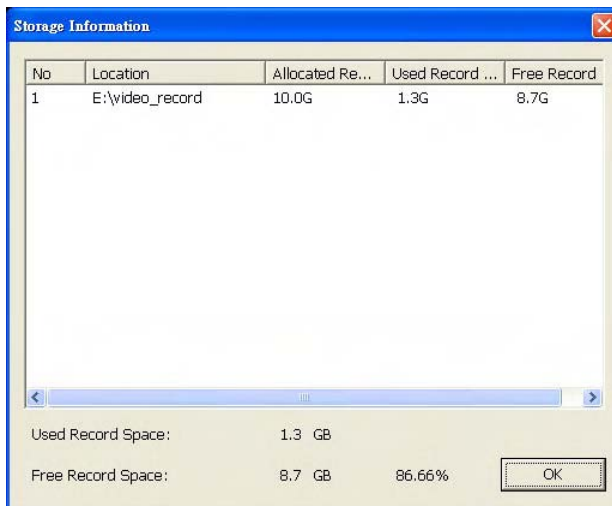 Storage Information
No Location Allocated Re... Used Record ... Free Record
1 E:\video_record 10.0G 1.3G 8.7G
Used Record Space: 1.3 GB
Free Record Space: 8.7 GB 86.66% OK